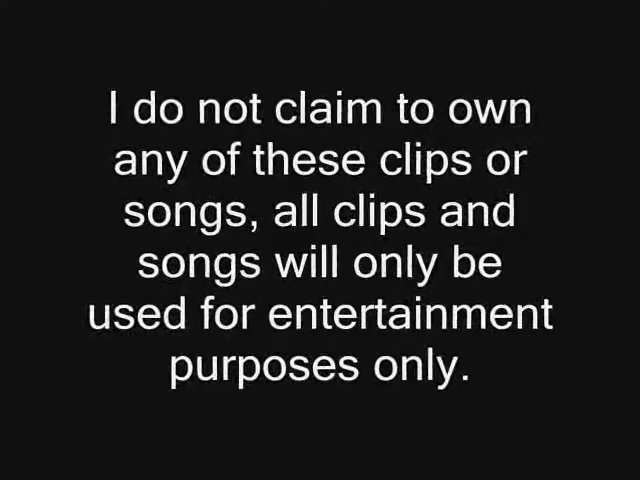 I do not claim to own
any of these clips or
songs, all clips and
songs will only be
used for entertainment
purposes only.